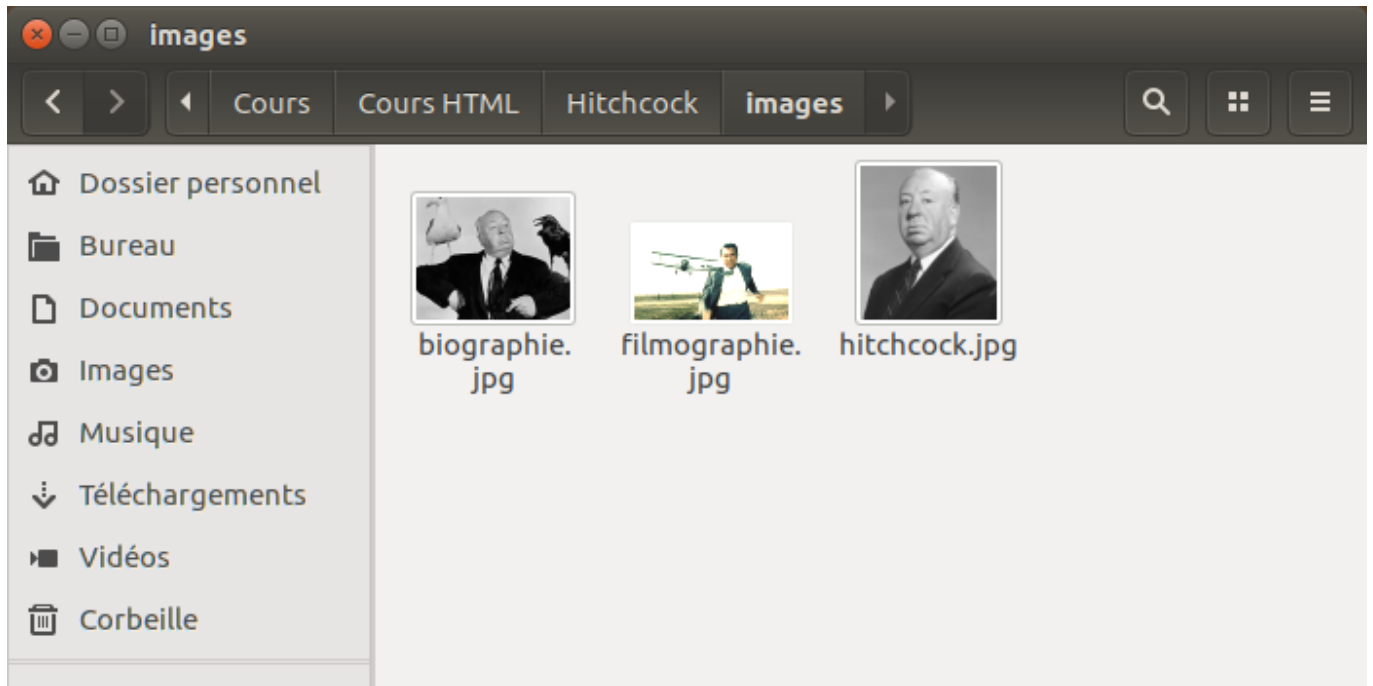 images
Cours Cours HTML Hitchcock images
Dossier personnel
Bureau
Documents
Images
Musique
Téléchargements
Vidéos
Corbeille
biographie.
jpg
filmographie.
jpg
hitchcock.jpg